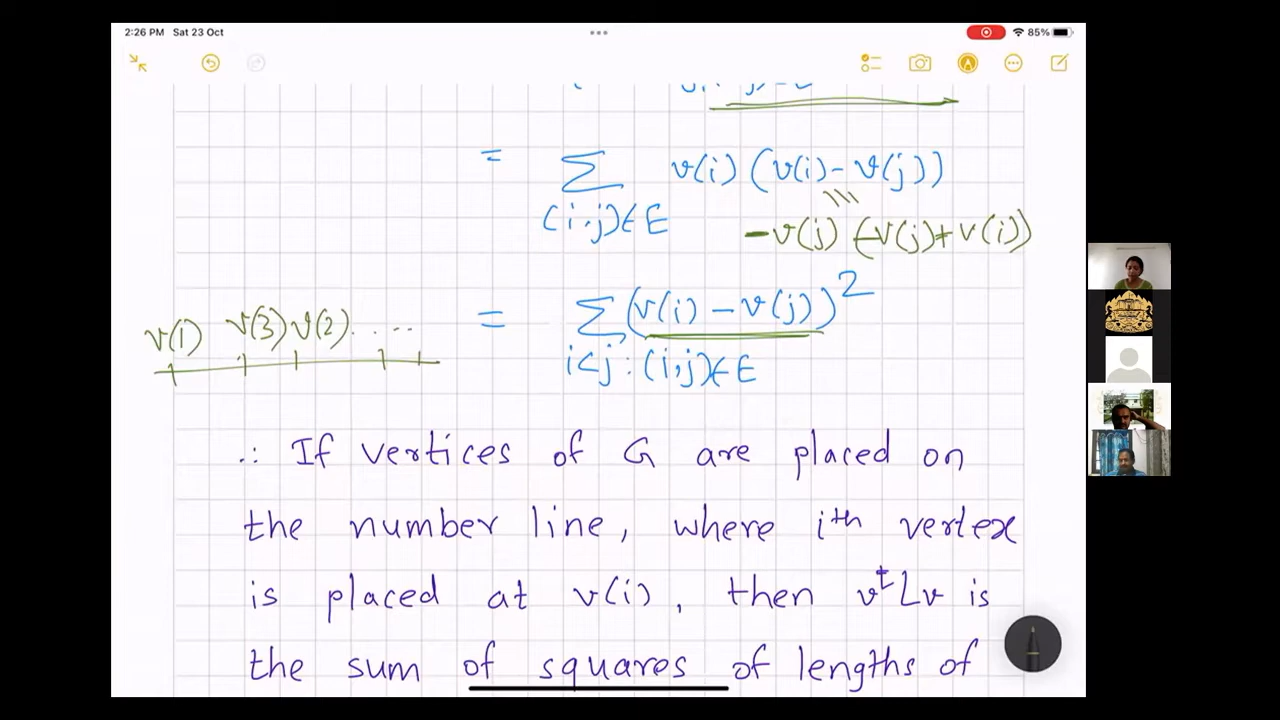 2:26 PM Sat 23 Oct
85%
= Σ v(i) (v(i) - v(j))
(i,j)∈E
-v(j) (-v(j)+v(i))
v(1) v(3) v(2) . . . .
= Σ (v(i) - v(j))²
i<j : (i,j)∈E
∴ If vertices of G are placed on
the number line, where iᵗʰ vertex
is placed at v(i), then vᵗLv is
the sum of squares of lengths of